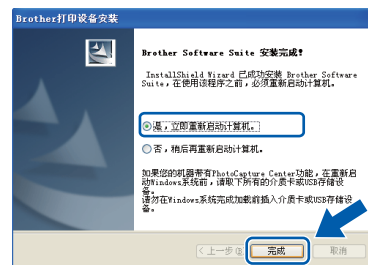 Brother打印设备安装
Brother Software Suite 安装完成！
InstallShield Wizard 已成功安装 Brother Software
Suite，在使用该程序之前，必须重新启动计算机。
是，立即重新启动计算机。
否，稍后再重新启动计算机。
如果您的机器带有PhotoCapture Center功能，在重新启
动Windows系统前，请取下所有的介质卡或USB存储设
备。
请勿在Windows系统完成加载前插入介质卡或USB存储设
备。
<上一步(B) 完成 取消